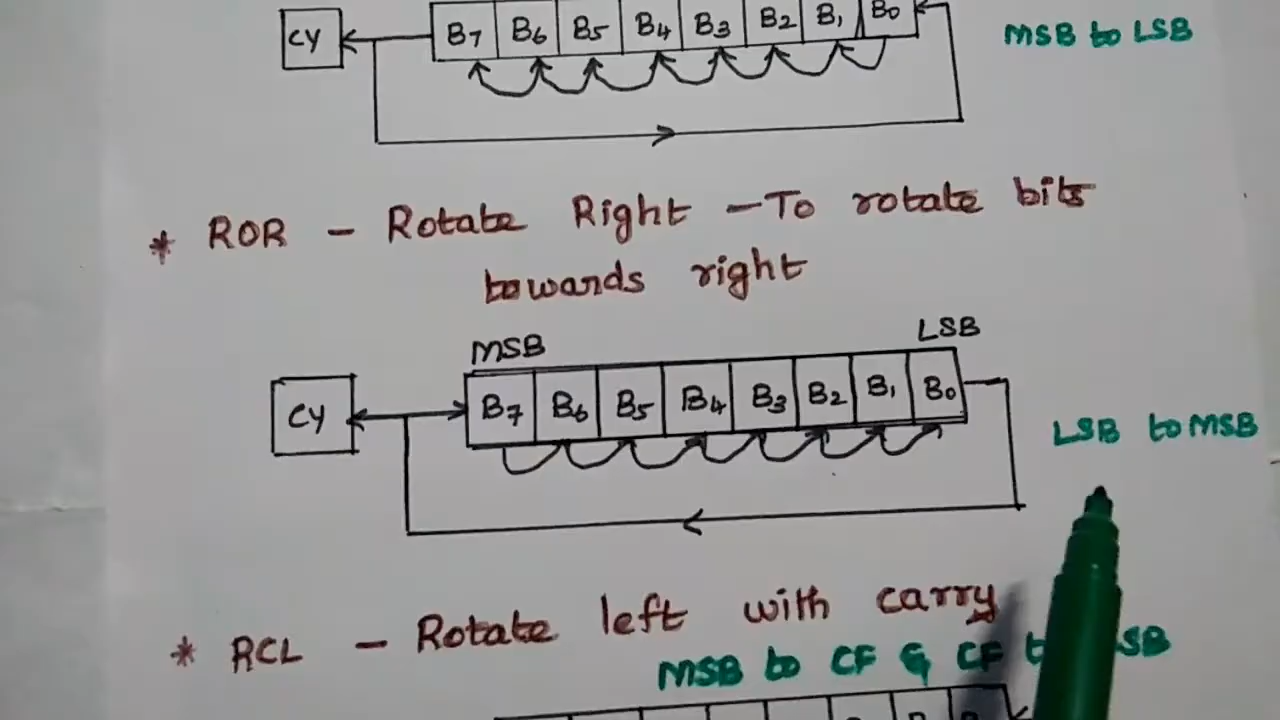 CY B7 B6 B5 B4 B3 B2 B1 B0 MSB to LSB
* ROR - Rotate Right - To rotate bits
towards right
MSB LSB
CY B7 B6 B5 B4 B3 B2 B1 B0 LSB to MSB
* RCL - Rotate left with carry
MSB to CF & CF